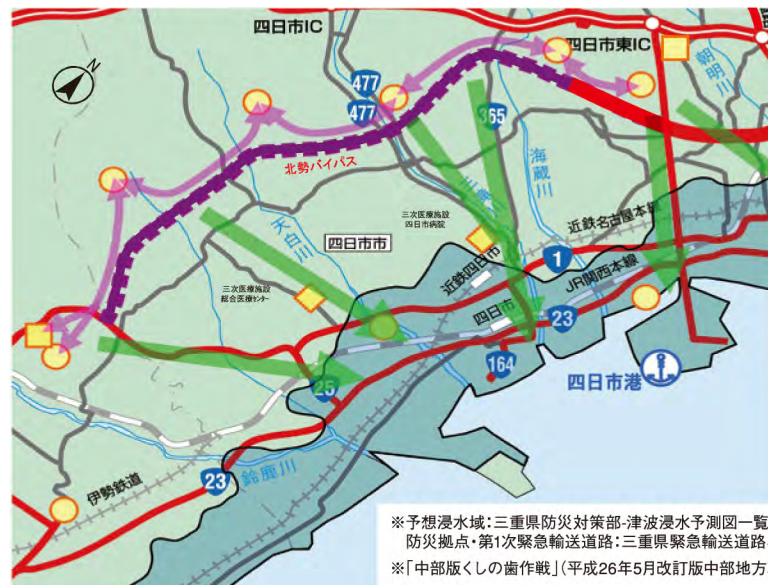 四日市IC
四日市東IC
朝明川
N
477
477
365
北勢バイパス
海蔵川
三滝川
三次医療施設
四日市病院
天白川
四日市市
近鉄名古屋本線
1
近鉄四日市
JR関西本線
三次医療施設
総合医療センター
四日市
23
164
四日市港
25
23
鈴鹿川
伊勢鉄道
※予想浸水域:三重県防災対策部-津波浸水予測図一覧
防災拠点・第1次緊急輸送道路:三重県緊急輸送道路
※「中部版くしの歯作戦」(平成26年5月改訂版中部地方